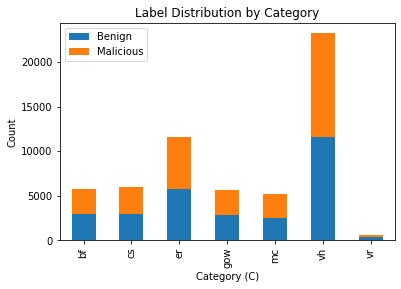 Label Distribution by Category
Benign
Malicious
Count
20000
15000
10000
5000
0
bf cs er gow mc vh vr
Category (C)